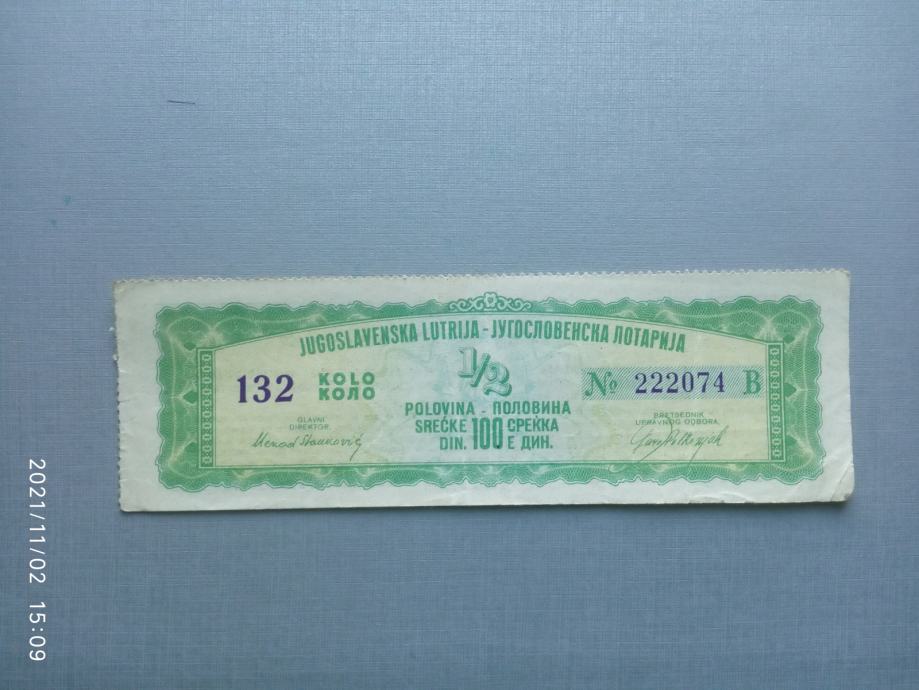 JUGOSLAVENSKA LUTRIJA - ЈУГОСЛОВЕНСКА ЛОТАРИЈА
1/2
132 KOLO
КОЛО
№ 222074 B
POLOVINA - ПОЛОВИНА
SREĆKE 100 СРЕЌКА
DIN. Е ДИН.
GLAVNI
DIREKTOR
PRETSEDNIK
UPRAVNOG ODBORA
2021/11/02 15:09